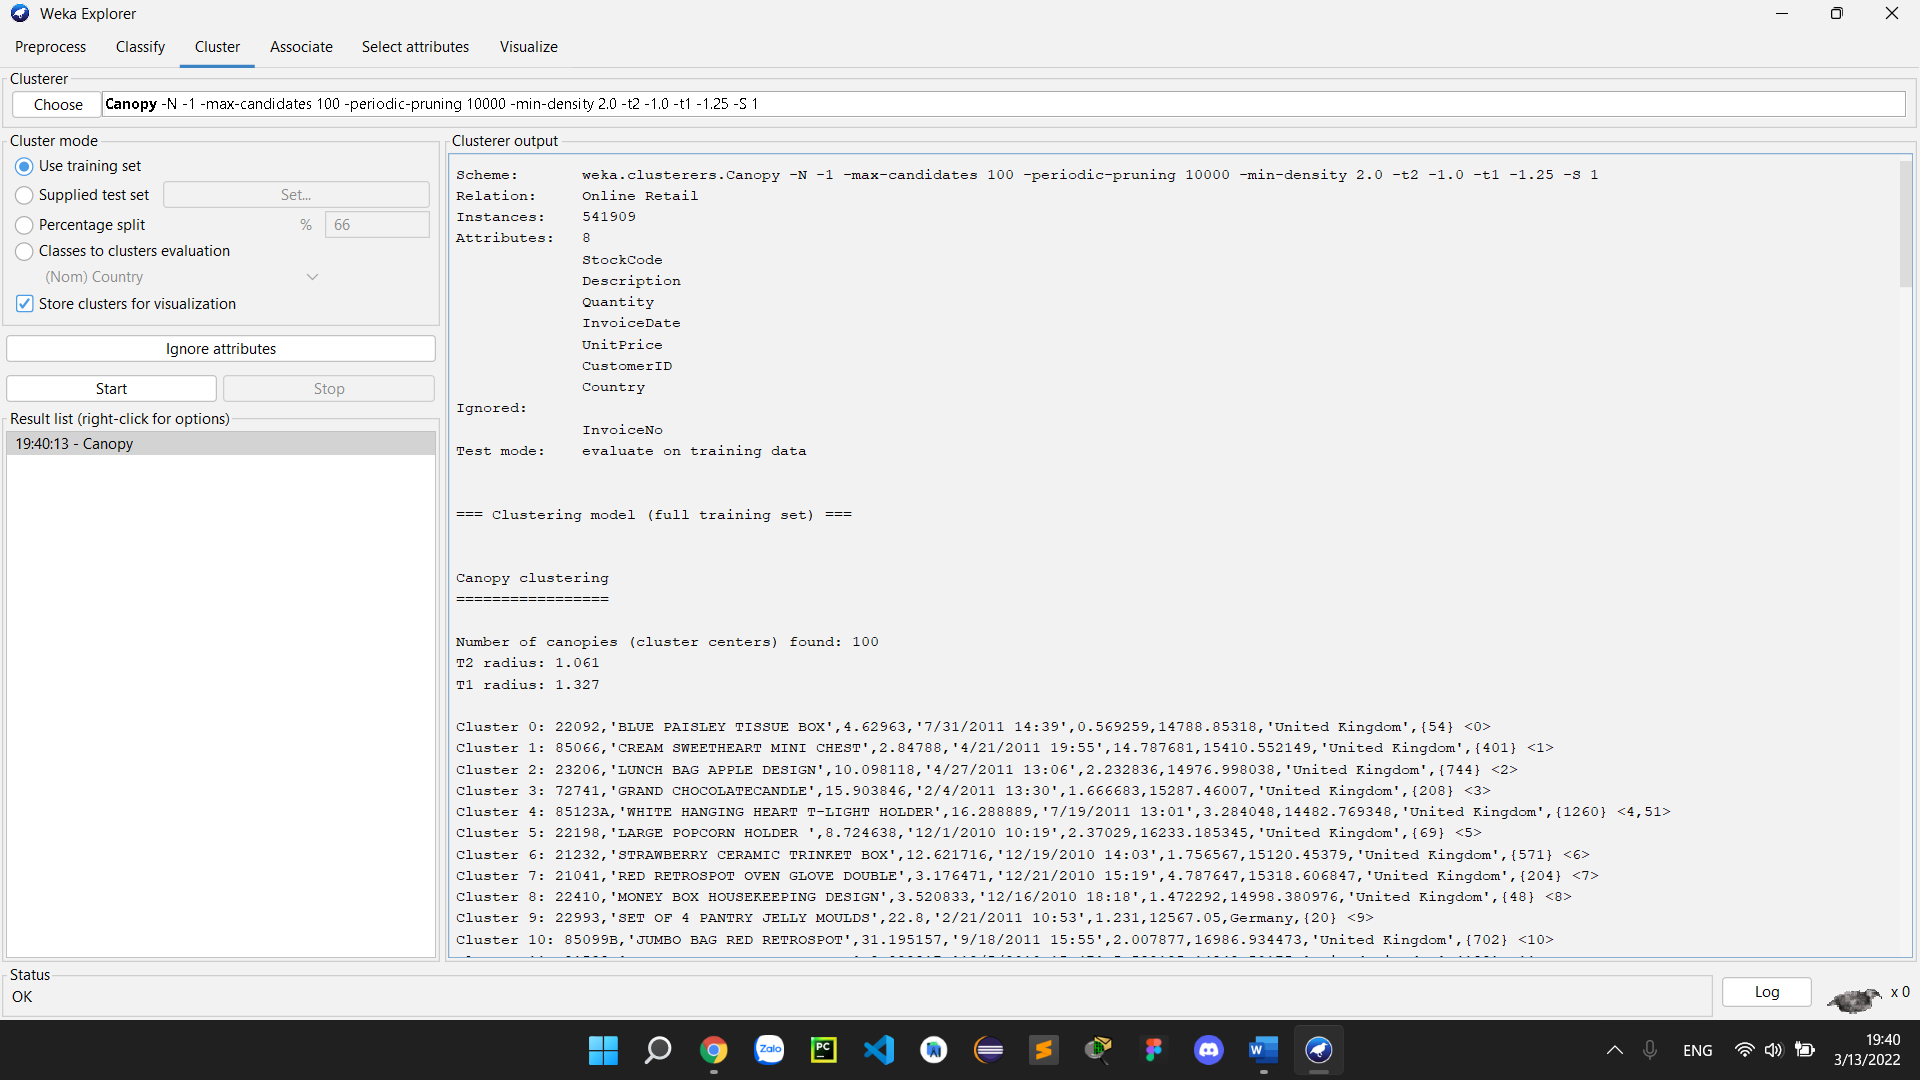 Weka Explorer
Preprocess Classify Cluster Associate Select attributes Visualize
Clusterer
Choose Canopy -N -1 -max-candidates 100 -periodic-pruning 10000 -min-density 2.0 -t2 -1.0 -t1 -1.25 -S 1
Cluster mode
Use training set
Supplied test set Set...
Percentage split % 66
Classes to clusters evaluation
(Nom) Country
Store clusters for visualization
Ignore attributes
Start Stop
Result list (right-click for options)
19:40:13 - Canopy
Clusterer output
Scheme: weka.clusterers.Canopy -N -1 -max-candidates 100 -periodic-pruning 10000 -min-density 2.0 -t2 -1.0 -t1 -1.25 -S 1
Relation: Online Retail
Instances: 541909
Attributes: 8
StockCode
Description
Quantity
InvoiceDate
UnitPrice
CustomerID
Country
Ignored:
InvoiceNo
Test mode: evaluate on training data
=== Clustering model (full training set) ===
Canopy clustering
=================
Number of canopies (cluster centers) found: 100
T2 radius: 1.061
T1 radius: 1.327
Cluster 0: 22092,'BLUE PAISLEY TISSUE BOX',4.62963,'7/31/2011 14:39',0.569259,14788.85318,'United Kingdom',{54} <0>
Cluster 1: 85066,'CREAM SWEETHEART MINI CHEST',2.84788,'4/21/2011 19:55',14.787681,15410.552149,'United Kingdom',{401} <1>
Cluster 2: 23206,'LUNCH BAG APPLE DESIGN',10.098118,'4/27/2011 13:06',2.232836,14976.998038,'United Kingdom',{744} <2>
Cluster 3: 72741,'GRAND CHOCOLATECANDLE',15.903846,'2/4/2011 13:30',1.666683,15287.46007,'United Kingdom',{208} <3>
Cluster 4: 85123A,'WHITE HANGING HEART T-LIGHT HOLDER',16.288889,'7/19/2011 13:01',3.284048,14482.769348,'United Kingdom',{1260} <4,51>
Cluster 5: 22198,'LARGE POPCORN HOLDER ',8.724638,'12/1/2010 10:19',2.37029,16233.185345,'United Kingdom',{69} <5>
Cluster 6: 21232,'STRAWBERRY CERAMIC TRINKET BOX',12.621716,'12/19/2010 14:03',1.756567,15120.45379,'United Kingdom',{571} <6>
Cluster 7: 21041,'RED RETROSPOT OVEN GLOVE DOUBLE',3.176471,'12/21/2010 15:19',4.787647,15318.606847,'United Kingdom',{204} <7>
Cluster 8: 22410,'MONEY BOX HOUSEKEEPING DESIGN',3.520833,'12/16/2010 18:18',1.472292,14998.380976,'United Kingdom',{48} <8>
Cluster 9: 22993,'SET OF 4 PANTRY JELLY MOULDS',22.8,'2/21/2011 10:53',1.231,12567.05,Germany,{20} <9>
Cluster 10: 85099B,'JUMBO BAG RED RETROSPOT',31.195157,'9/18/2011 15:55',2.007877,16986.934473,'United Kingdom',{702} <10>
Status
OK
Log x 0
Zalo
PC
W
ENG
19:40
3/13/2022